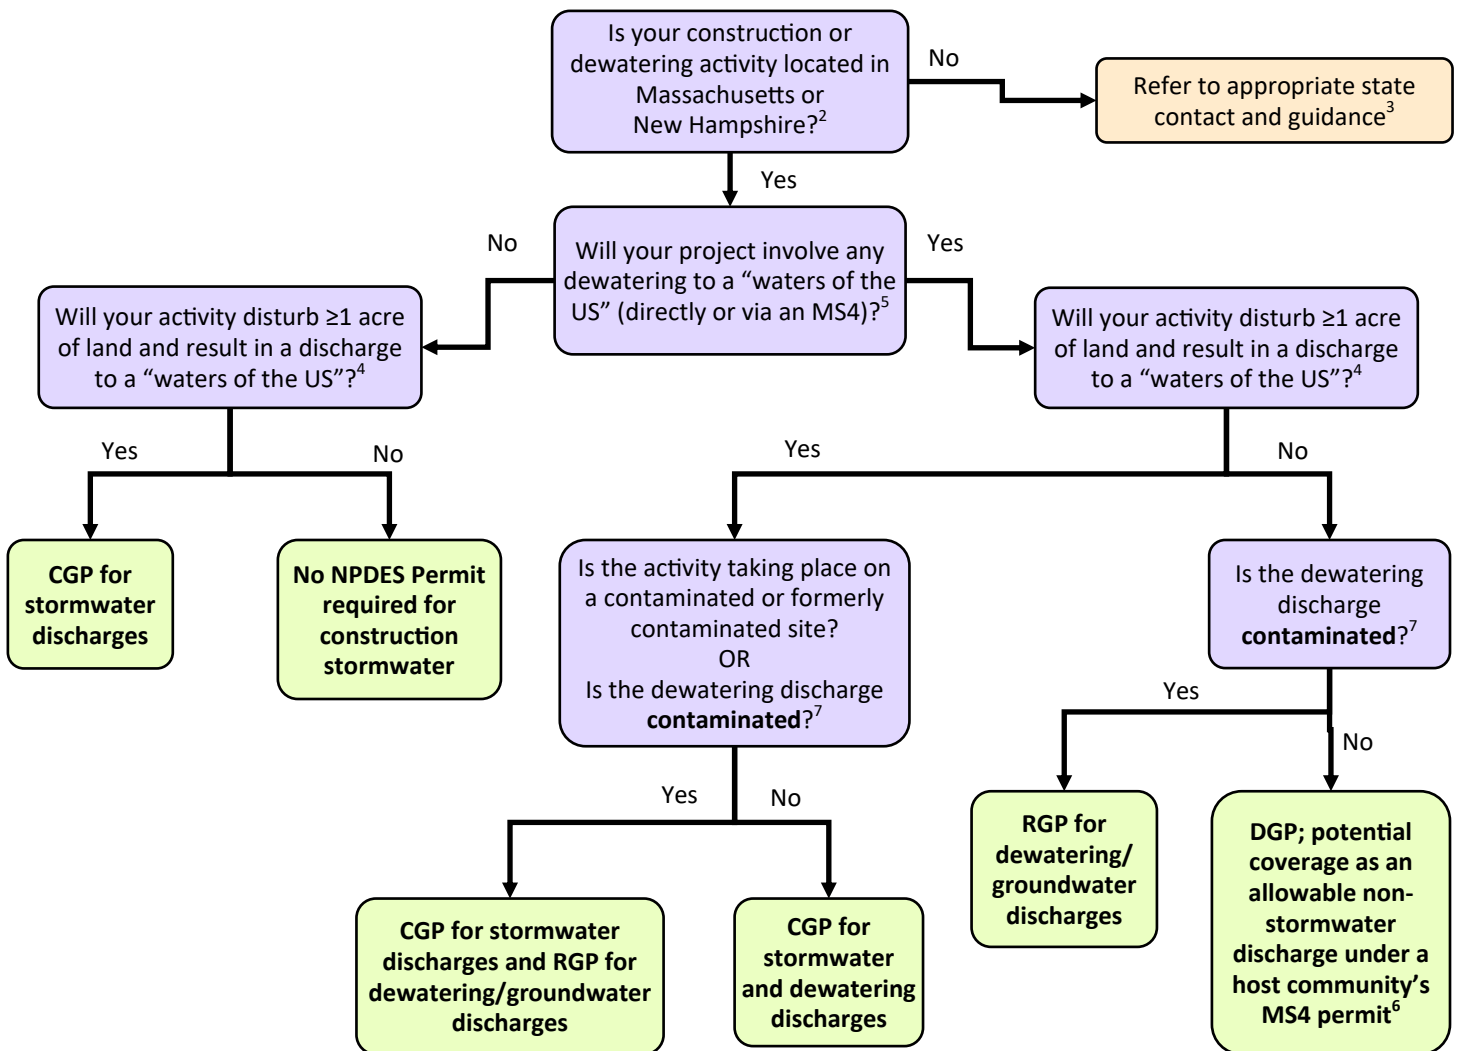 Is your construction or
dewatering activity located in
Massachusetts or
New Hampshire?2
No
Refer to appropriate state
contact and guidance3
Yes
Will your project involve any
dewatering to a “waters of the
US” (directly or via an MS4)?5
No
Yes
Will your activity disturb ≥1 acre
of land and result in a discharge
to a “waters of the US”?4
Will your activity disturb ≥1 acre
of land and result in a discharge
to a “waters of the US”?4
Yes
No
Yes
No
CGP for
stormwater
discharges
No NPDES Permit
required for
construction
stormwater
Is the activity taking place on
a contaminated or formerly
contaminated site?
OR
Is the dewatering discharge
contaminated?7
Is the dewatering
discharge
contaminated?7
Yes
No
Yes
No
CGP for stormwater
discharges and RGP for
dewatering/groundwater
discharges
CGP for
stormwater
and dewatering
discharges
RGP for
dewatering/
groundwater
discharges
DGP; potential
coverage as an
allowable non-
stormwater
discharge under a
host community’s
MS4 permit6